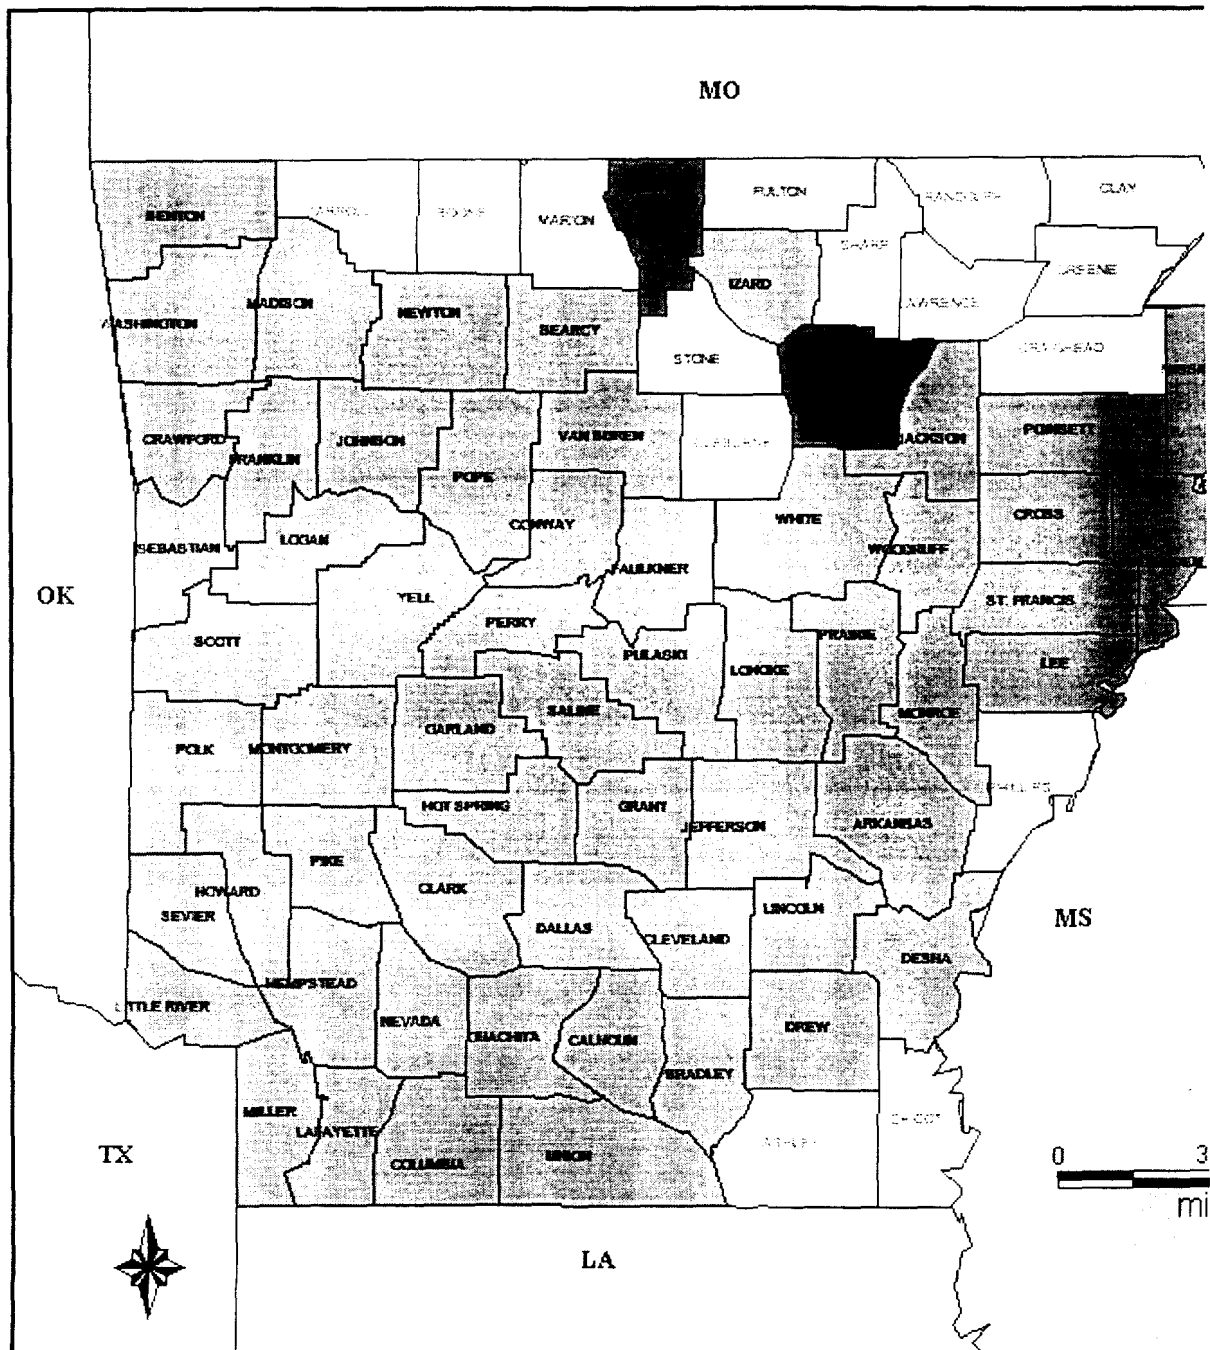 MO
FULTON
CLAY
BENTON
MARION
SHARP
IZARD
MADISON
NEWTON
SEARCY
STONE
CRAWFORD
FRANKLIN
JOHNSON
POPE
VAN BUREN
JACKSON
POINSETT
CONWAY
WHITE
CROSS
SEBASTIAN
LOGAN
WOODRUFF
FAULKNER
OK
YELL
PERRY
ST. FRANCIS
SCOTT
PULASKI
PRAIRIE
LONOKE
LEE
SALINE
GARLAND
MONROE
POLK
MONTGOMERY
HOT SPRING
GRANT
JEFFERSON
ARKANSAS
PIKE
HOWARD
SEVIER
CLARK
DALLAS
CLEVELAND
LINCOLN
MS
DESHA
HEMPSTEAD
NEVADA
OUACHITA
CALHOUN
DREW
BRADLEY
MILLER
LAFAYETTE
COLUMBIA
UNION
TX
0 3
mi
LA